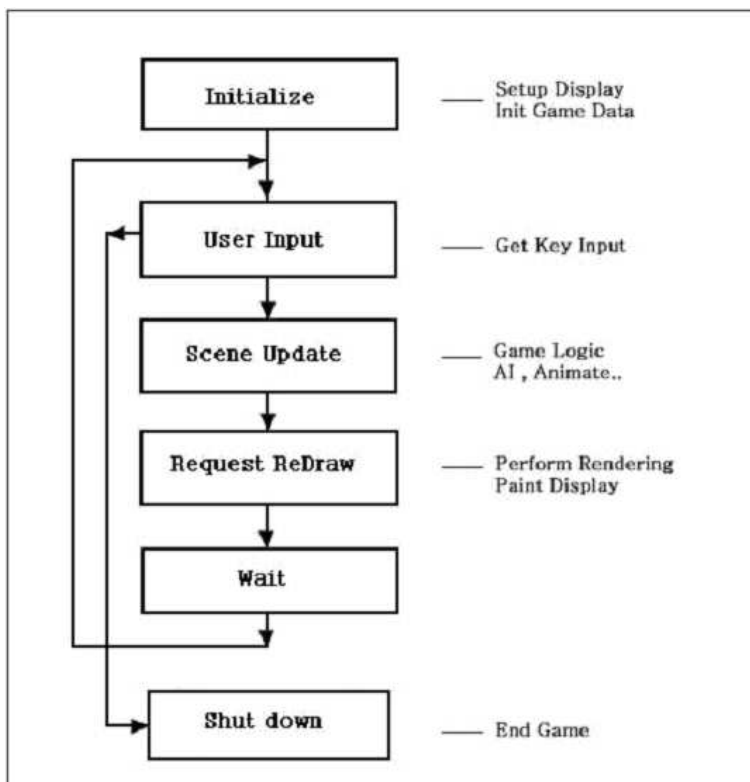 Initialize
Setup Display
Init Game Data
User Input
Get Key Input
Scene Update
Game Logic
AI , Animate..
Request ReDraw
Perform Rendering
Paint Display
Wait
Shut down
End Game